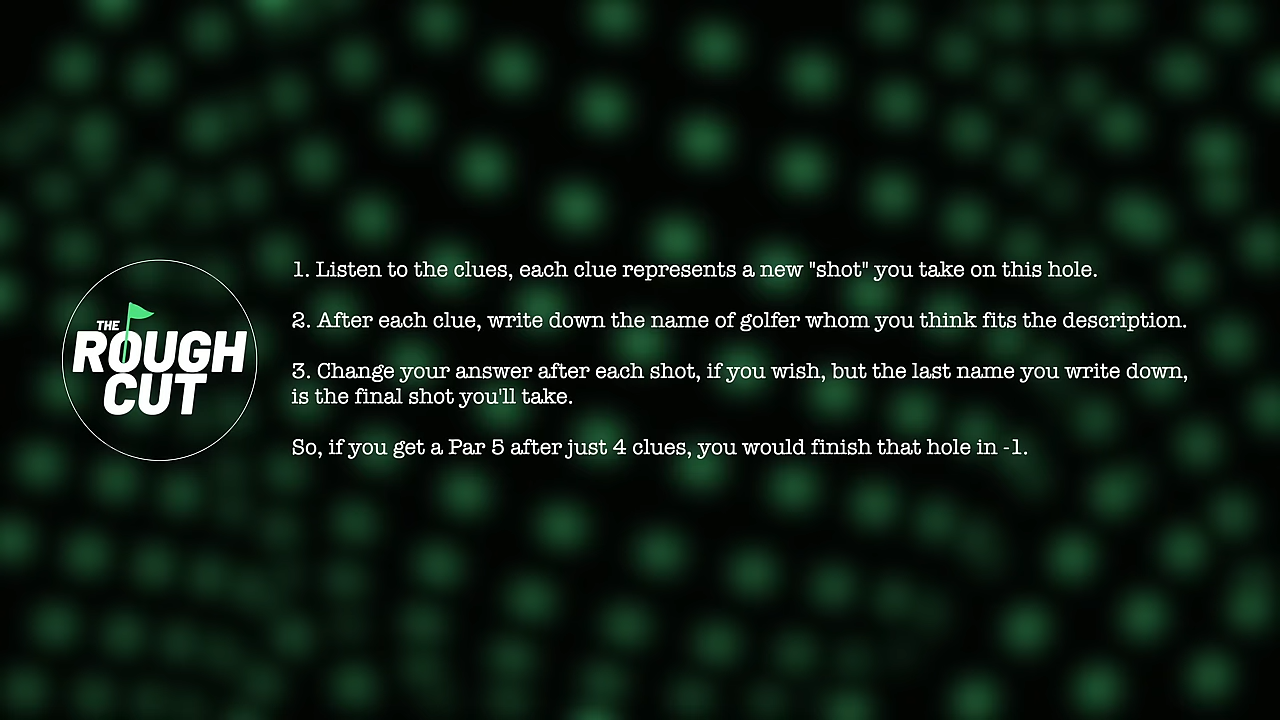 THE
ROUGH
CUT
1. Listen to the clues, each clue represents a new "shot" you take on this hole.
2. After each clue, write down the name of golfer whom you think fits the description.
3. Change your answer after each shot, if you wish, but the last name you write down,
is the final shot you'll take.
So, if you get a Par 5 after just 4 clues, you would finish that hole in -1.